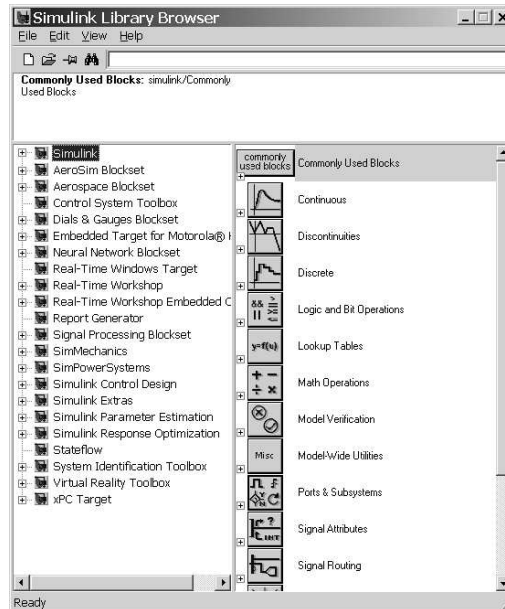 Simulink Library Browser
File Edit View Help
Commonly Used Blocks: simulink/Commonly
Used Blocks
Simulink
AeroSim Blockset
Aerospace Blockset
Control System Toolbox
Dials & Gauges Blockset
Embedded Target for Motorola®
Neural Network Blockset
Real-Time Windows Target
Real-Time Workshop
Real-Time Workshop Embedded C
Report Generator
Signal Processing Blockset
SimMechanics
SimPowerSystems
Simulink Control Design
Simulink Extras
Simulink Parameter Estimation
Simulink Response Optimization
Stateflow
System Identification Toolbox
Virtual Reality Toolbox
xPC Target
commonly
used blocks
Commonly Used Blocks
Continuous
Discontinuities
Discrete
Logic and Bit Operations
y=f(u)
Lookup Tables
Math Operations
Model Verification
Misc
Model-Wide Utilities
Ports & Subsystems
Signal Attributes
Signal Routing
Ready